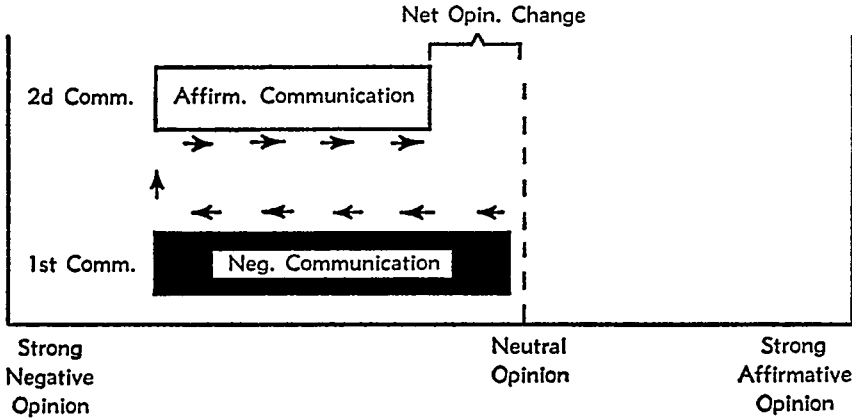 Net Opin. Change
2d Comm.
Affirm. Communication
1st Comm.
Neg. Communication
Strong
Negative
Opinion
Neutral
Opinion
Strong
Affirmative
Opinion